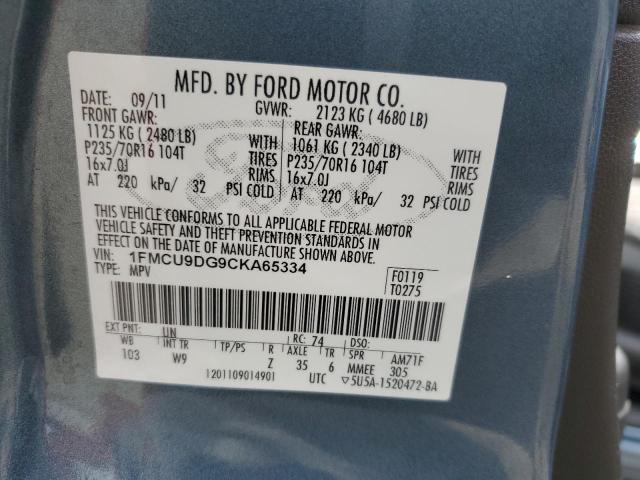 MFD. BY FORD MOTOR CO.
DATE: 09/11 GVWR: 2123 KG ( 4680 LB)
FRONT GAWR: REAR GAWR:
1125 KG ( 2480 LB) WITH 1061 KG ( 2340 LB) WITH
P235/70R16 104T TIRES P235/70R16 104T TIRES
16x7.0J RIMS 16x7.0J RIMS
AT 220 kPa/ 32 PSI COLD AT 220 kPa/ 32 PSI COLD
Ford
THIS VEHICLE CONFORMS TO ALL APPLICABLE FEDERAL MOTOR
VEHICLE SAFETY AND THEFT PREVENTION STANDARDS IN
EFFECT ON THE DATE OF MANUFACTURE SHOWN ABOVE.
VIN: 1FMCU9DG9CKA65334
TYPE: MPV
F0119
T0275
EXT PNT: UN RC: 74 DSO:
WB INT TR TP/PS R AXLE TR SPR AM71F
103 W9 Z 35 6 MMEE 305
1201109014901 UTC ▽5U5A-1520472-BA